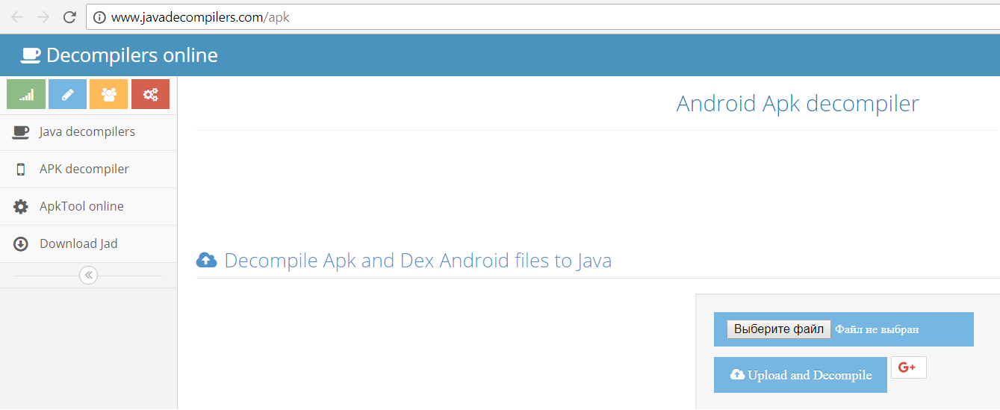 www.javadecompilers.com/apk
Decompilers online
Android Apk decompiler
Java decompilers
APK decompiler
ApkTool online
Download Jad
Decompile Apk and Dex Android files to Java
Выберите файл Файл не выбран
Upload and Decompile G+